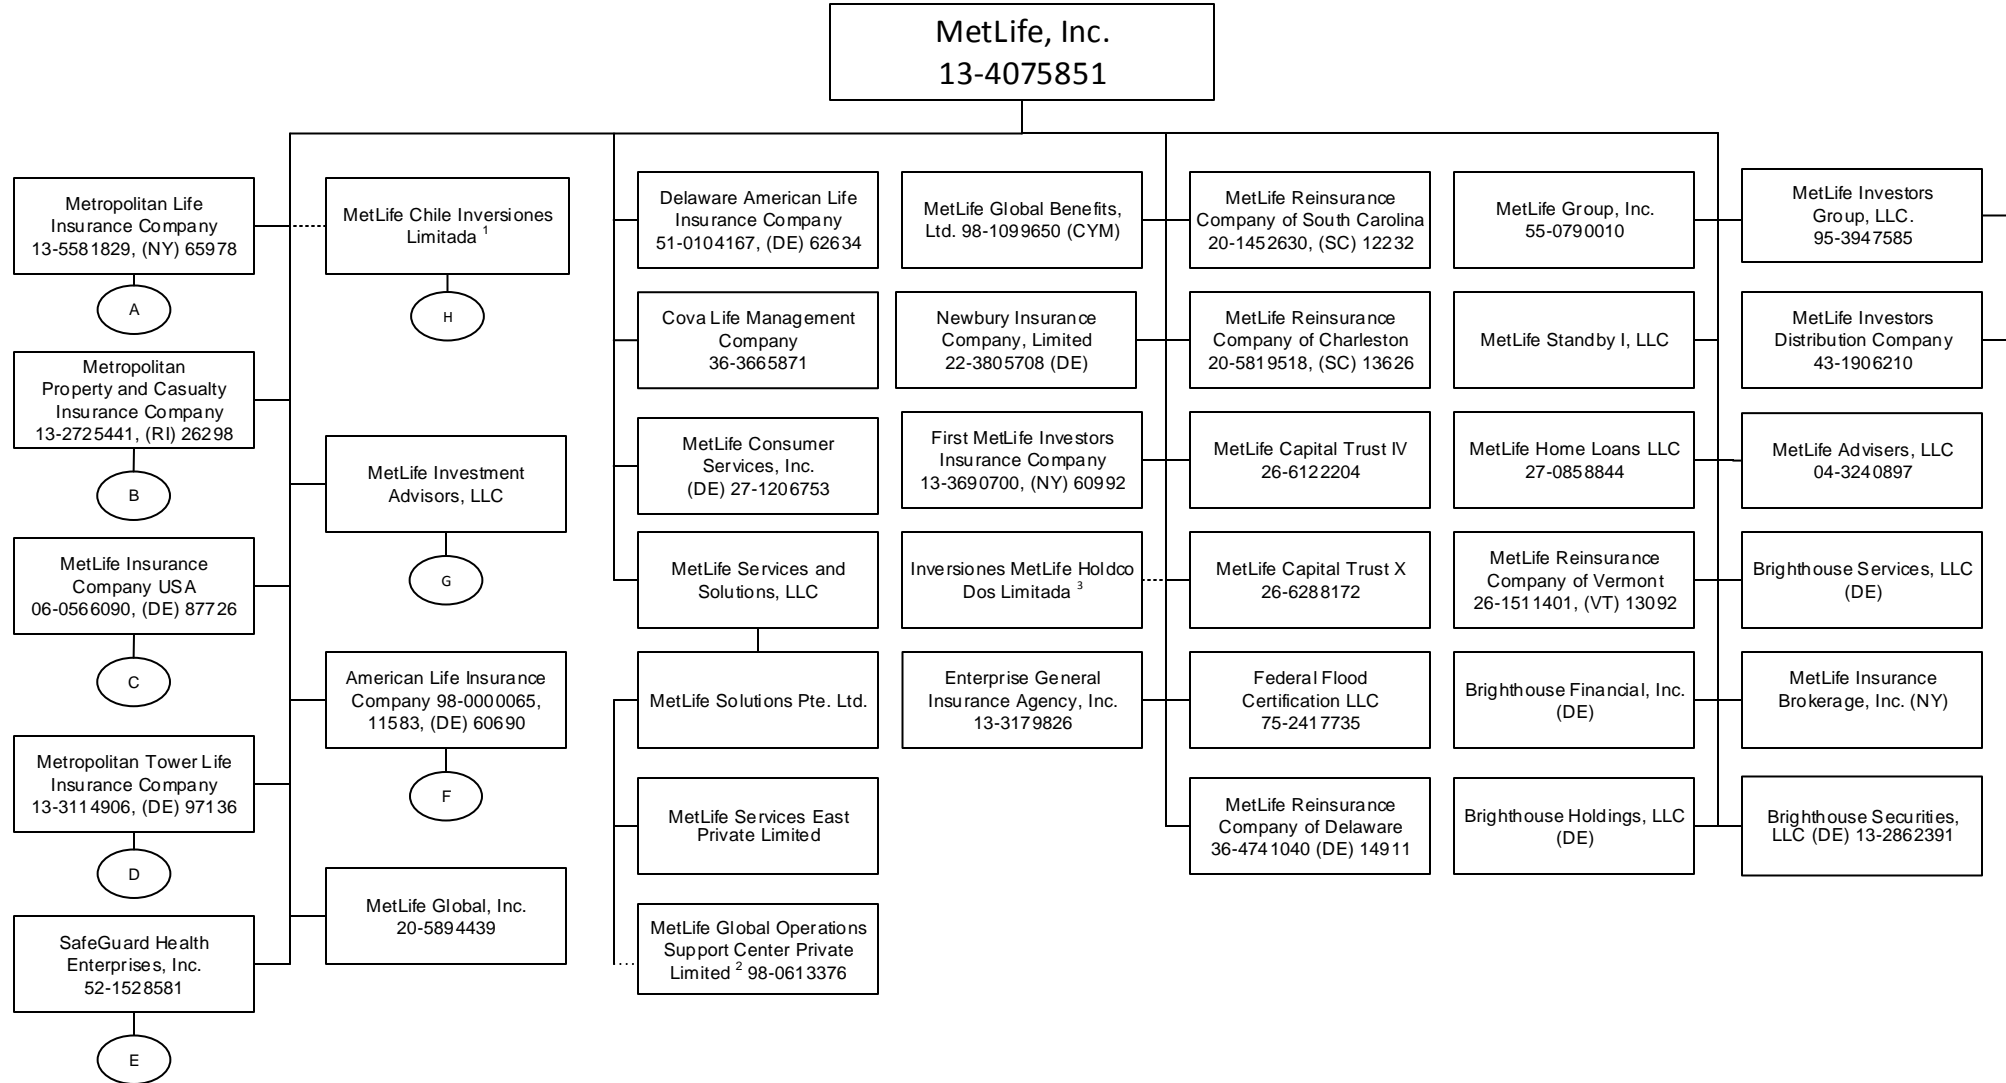 MetLife, Inc.
13-4075851
Metropolitan Life
Insurance Company
13-5581829, (NY) 65978
A
Metropolitan
Property and Casualty
Insurance Company
13-2725441, (RI) 26298
B
MetLife Insurance
Company USA
06-0566090, (DE) 87726
C
Metropolitan Tower Life
Insurance Company
13-3114906, (DE) 97136
D
SafeGuard Health
Enterprises, Inc.
52-1528581
E
MetLife Chile Inversiones
Limitada 1
H
MetLife Investment
Advisors, LLC
G
American Life Insurance
Company 98-0000065,
11583, (DE) 60690
F
MetLife Global, Inc.
20-5894439
Delaware American Life
Insurance Company
51-0104167, (DE) 62634
Cova Life Management
Company
36-3665871
MetLife Consumer
Services, Inc.
(DE) 27-1206753
MetLife Services and
Solutions, LLC
MetLife Solutions Pte. Ltd.
MetLife Services East
Private Limited
MetLife Global Operations
Support Center Private
Limited 2 98-0613376
MetLife Global Benefits,
Ltd. 98-1099650 (CYM)
Newbury Insurance
Company, Limited
22-3805708 (DE)
First MetLife Investors
Insurance Company
13-3690700, (NY) 60992
Inversiones MetLife Holdco
Dos Limitada 3
Enterprise General
Insurance Agency, Inc.
13-3179826
MetLife Reinsurance
Company of South Carolina
20-1452630, (SC) 12232
MetLife Reinsurance
Company of Charleston
20-5819518, (SC) 13626
MetLife Capital Trust IV
26-6122204
MetLife Capital Trust X
26-6288172
Federal Flood
Certification LLC
75-2417735
MetLife Reinsurance
Company of Delaware
36-4741040 (DE) 14911
MetLife Group, Inc.
55-0790010
MetLife Standby I, LLC
MetLife Home Loans LLC
27-0858844
MetLife Reinsurance
Company of Vermont
26-1511401, (VT) 13092
Brighthouse Financial, Inc.
(DE)
Brighthouse Holdings, LLC
(DE)
MetLife Investors
Group, LLC.
95-3947585
MetLife Investors
Distribution Company
43-1906210
MetLife Advisers, LLC
04-3240897
Brighthouse Services, LLC
(DE)
MetLife Insurance
Brokerage, Inc. (NY)
Brighthouse Securities,
LLC (DE) 13-2862391